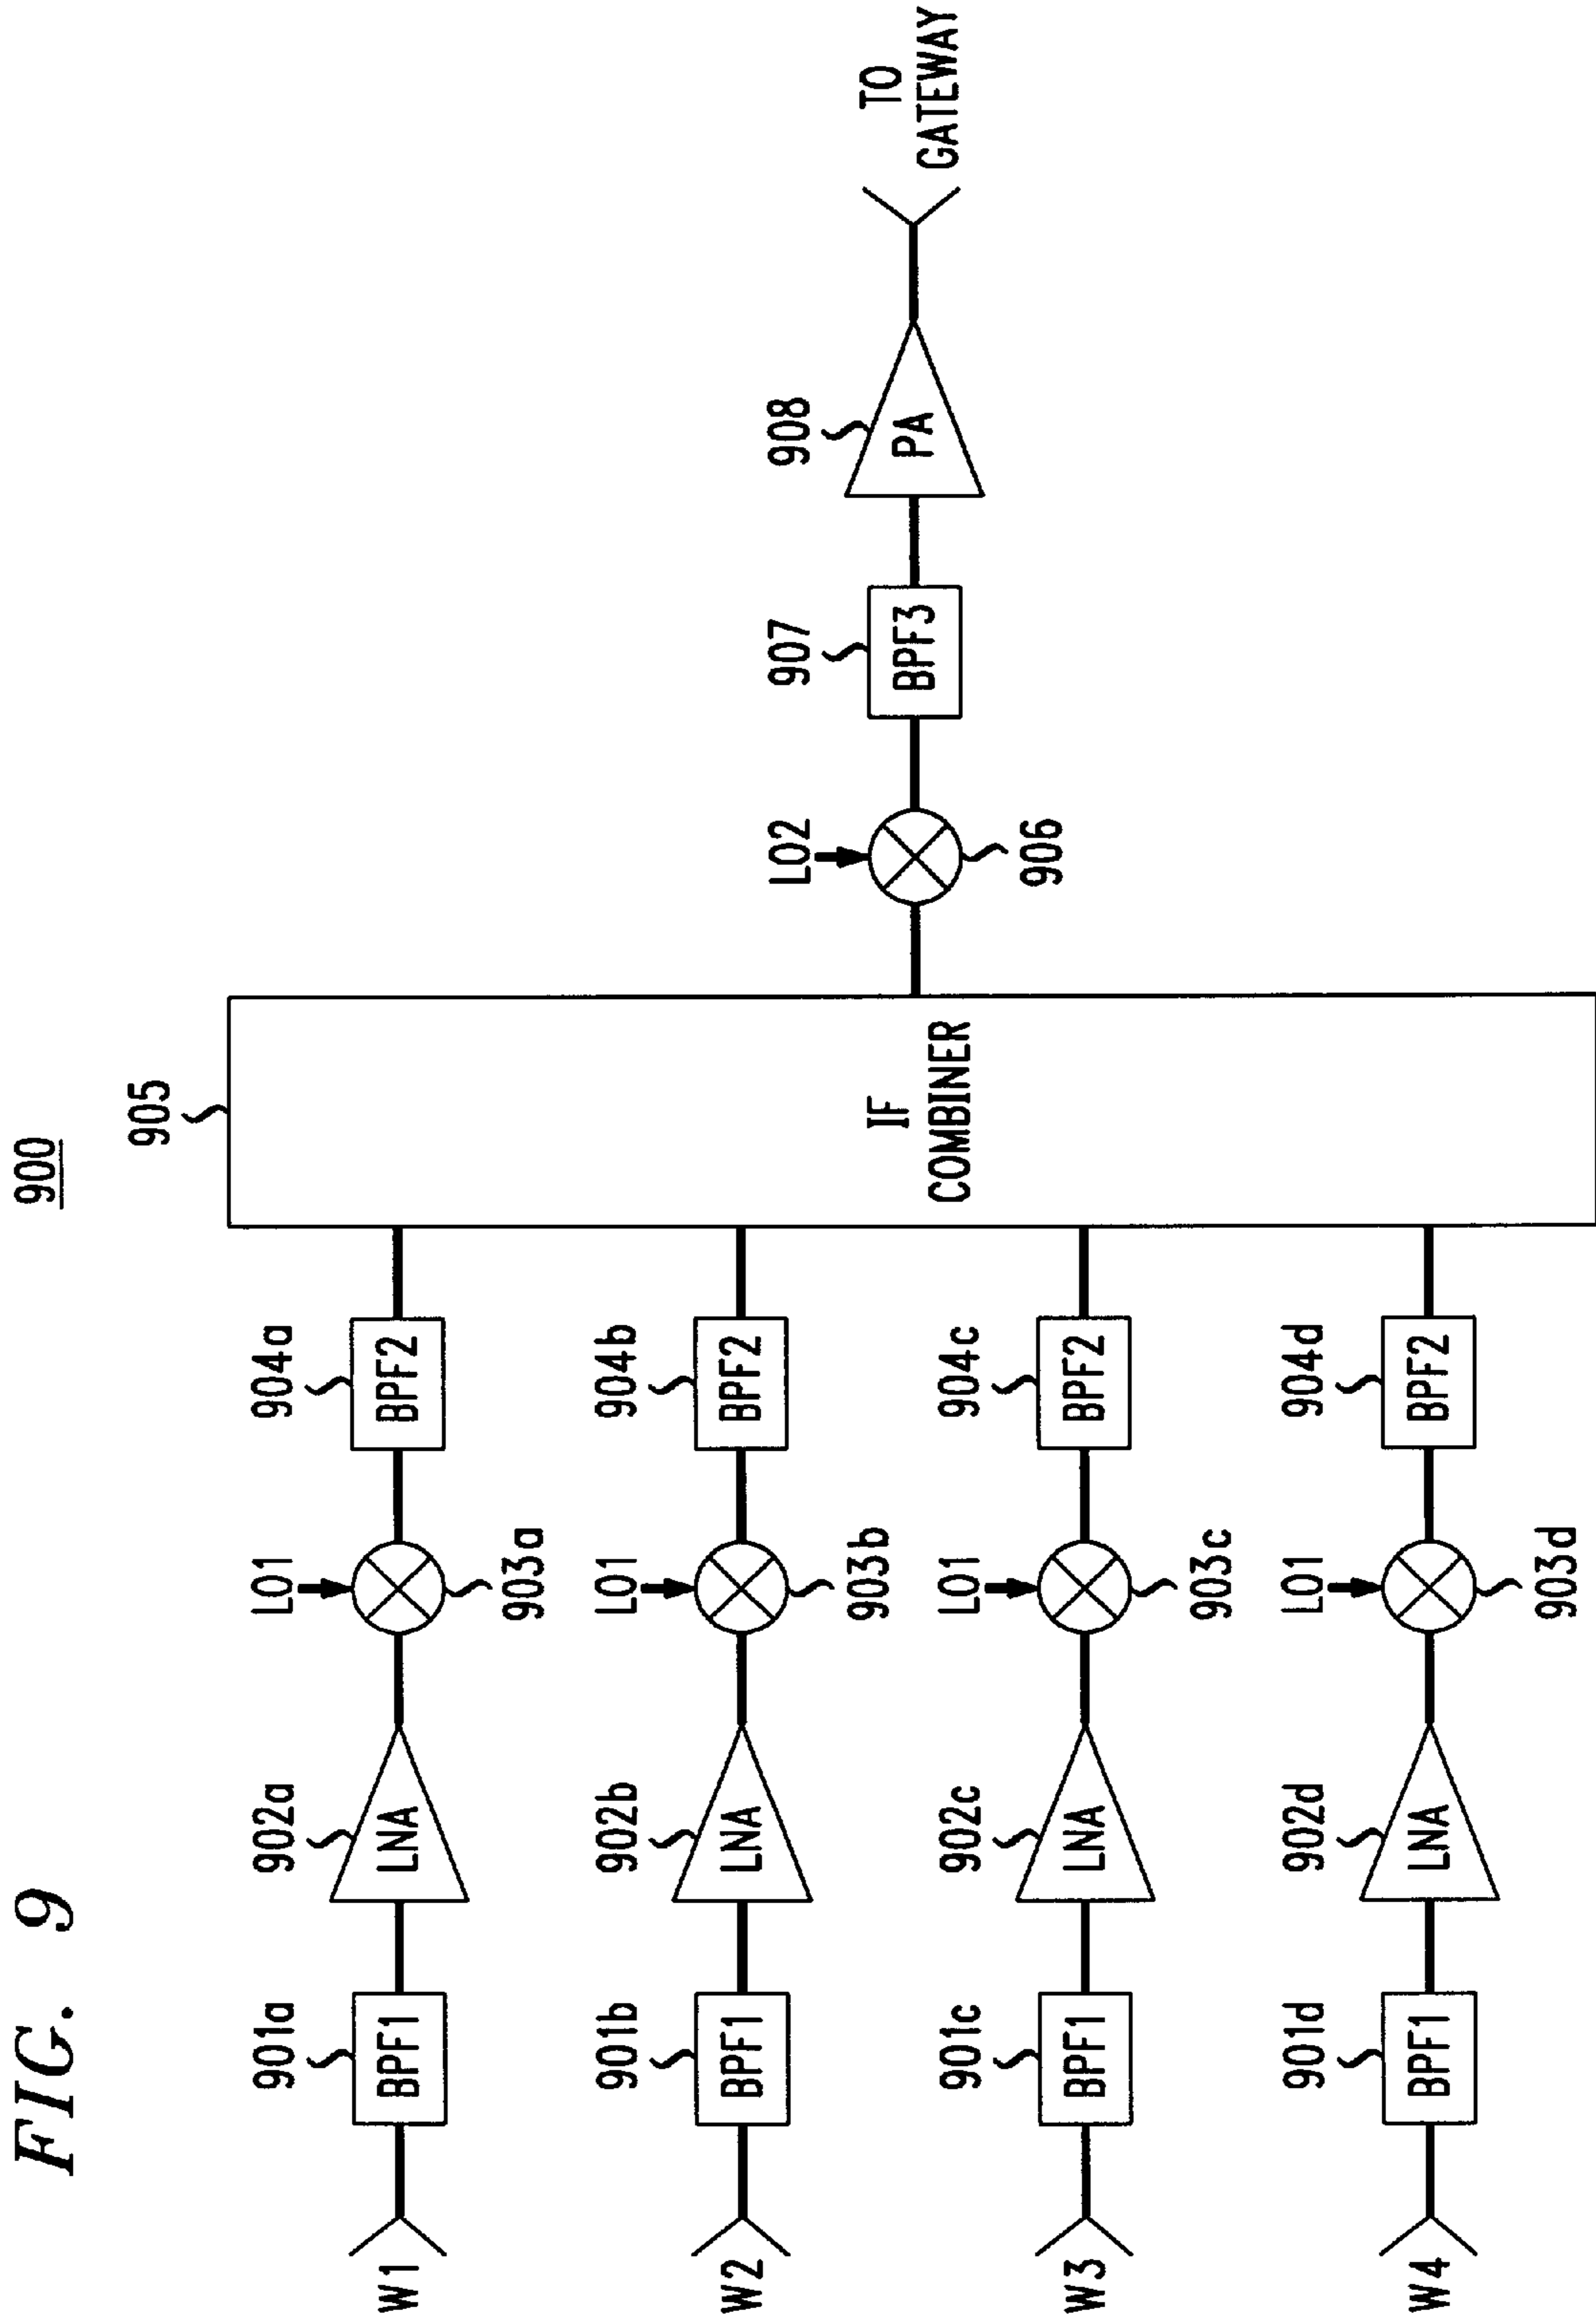 FIG. 9
900
905
901a
902a
LO1
904a
W1
BPF1
LNA
BPF2
903a
901b
902b
LO1
904b
W2
BPF1
LNA
BPF2
903b
901c
902c
LO1
904c
W3
BPF1
LNA
BPF2
903c
901d
902d
LO1
904d
W4
BPF1
LNA
BPF2
903d
IF
COMBINER
LO2
906
907
BPF3
908
PA
TO
GATEWAY